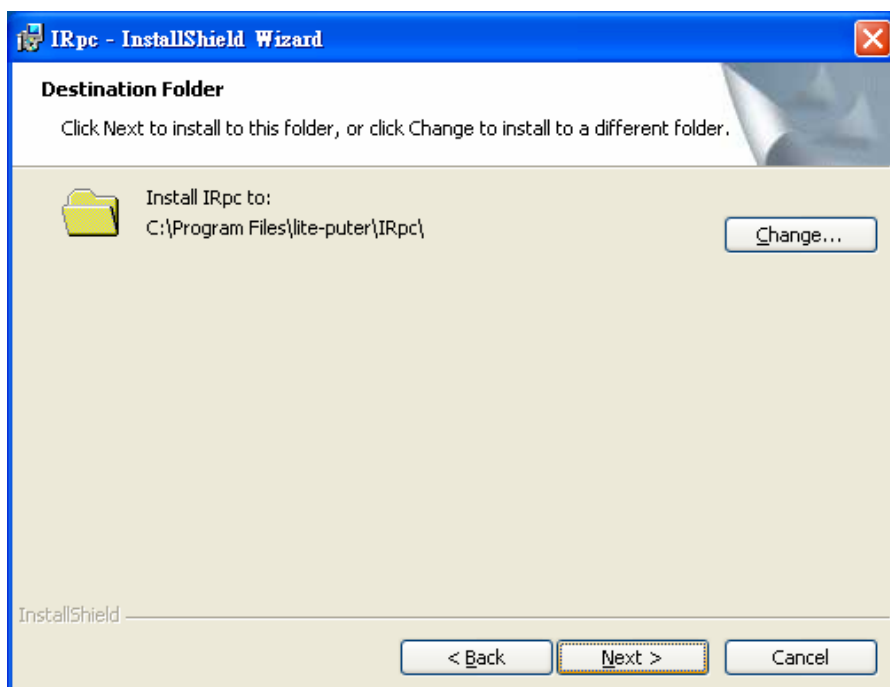 IRpc - InstallShield Wizard
Destination Folder
Click Next to install to this folder, or click Change to install to a different folder.
Install IRpc to:
C:\Program Files\lite-puter\IRpc\
Change...
InstallShield
< Back
Next >
Cancel